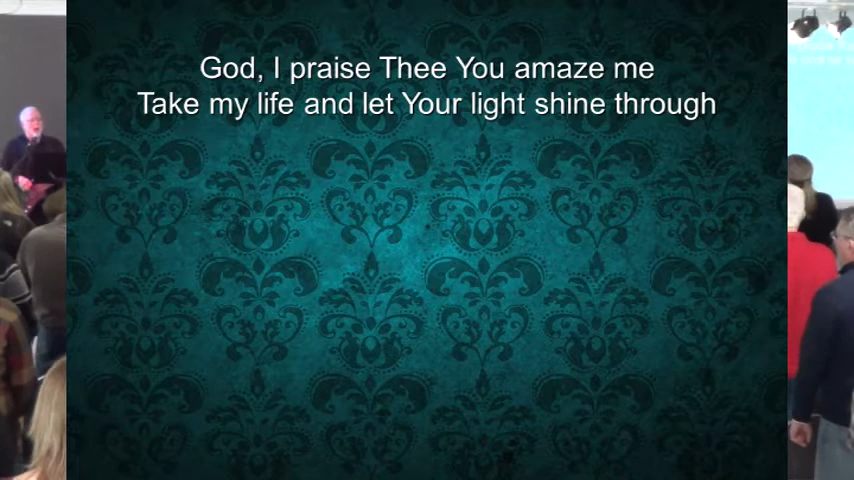 God, I praise Thee You amaze me
Take my life and let Your light shine through